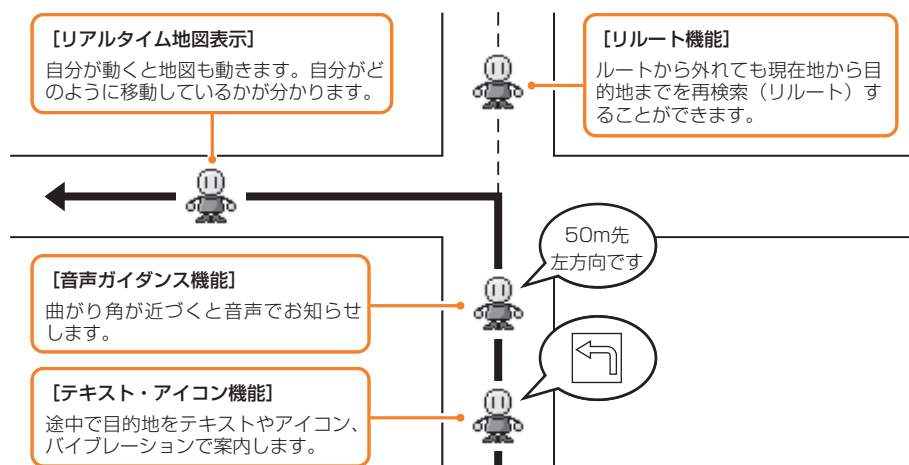 ［リアルタイム地図表示］
自分が動くと地図も動きます。自分がど
のように移動しているかが分かります。
［リルート機能］
ルートから外れても現在地から目
的地までを再検索（リルート）す
ることができます。
50m先
左方向です
［音声ガイダンス機能］
曲がり角が近づくと音声でお知らせ
します。
［テキスト・アイコン機能］
途中で目的地をテキストやアイコン、
バイブレーションで案内します。